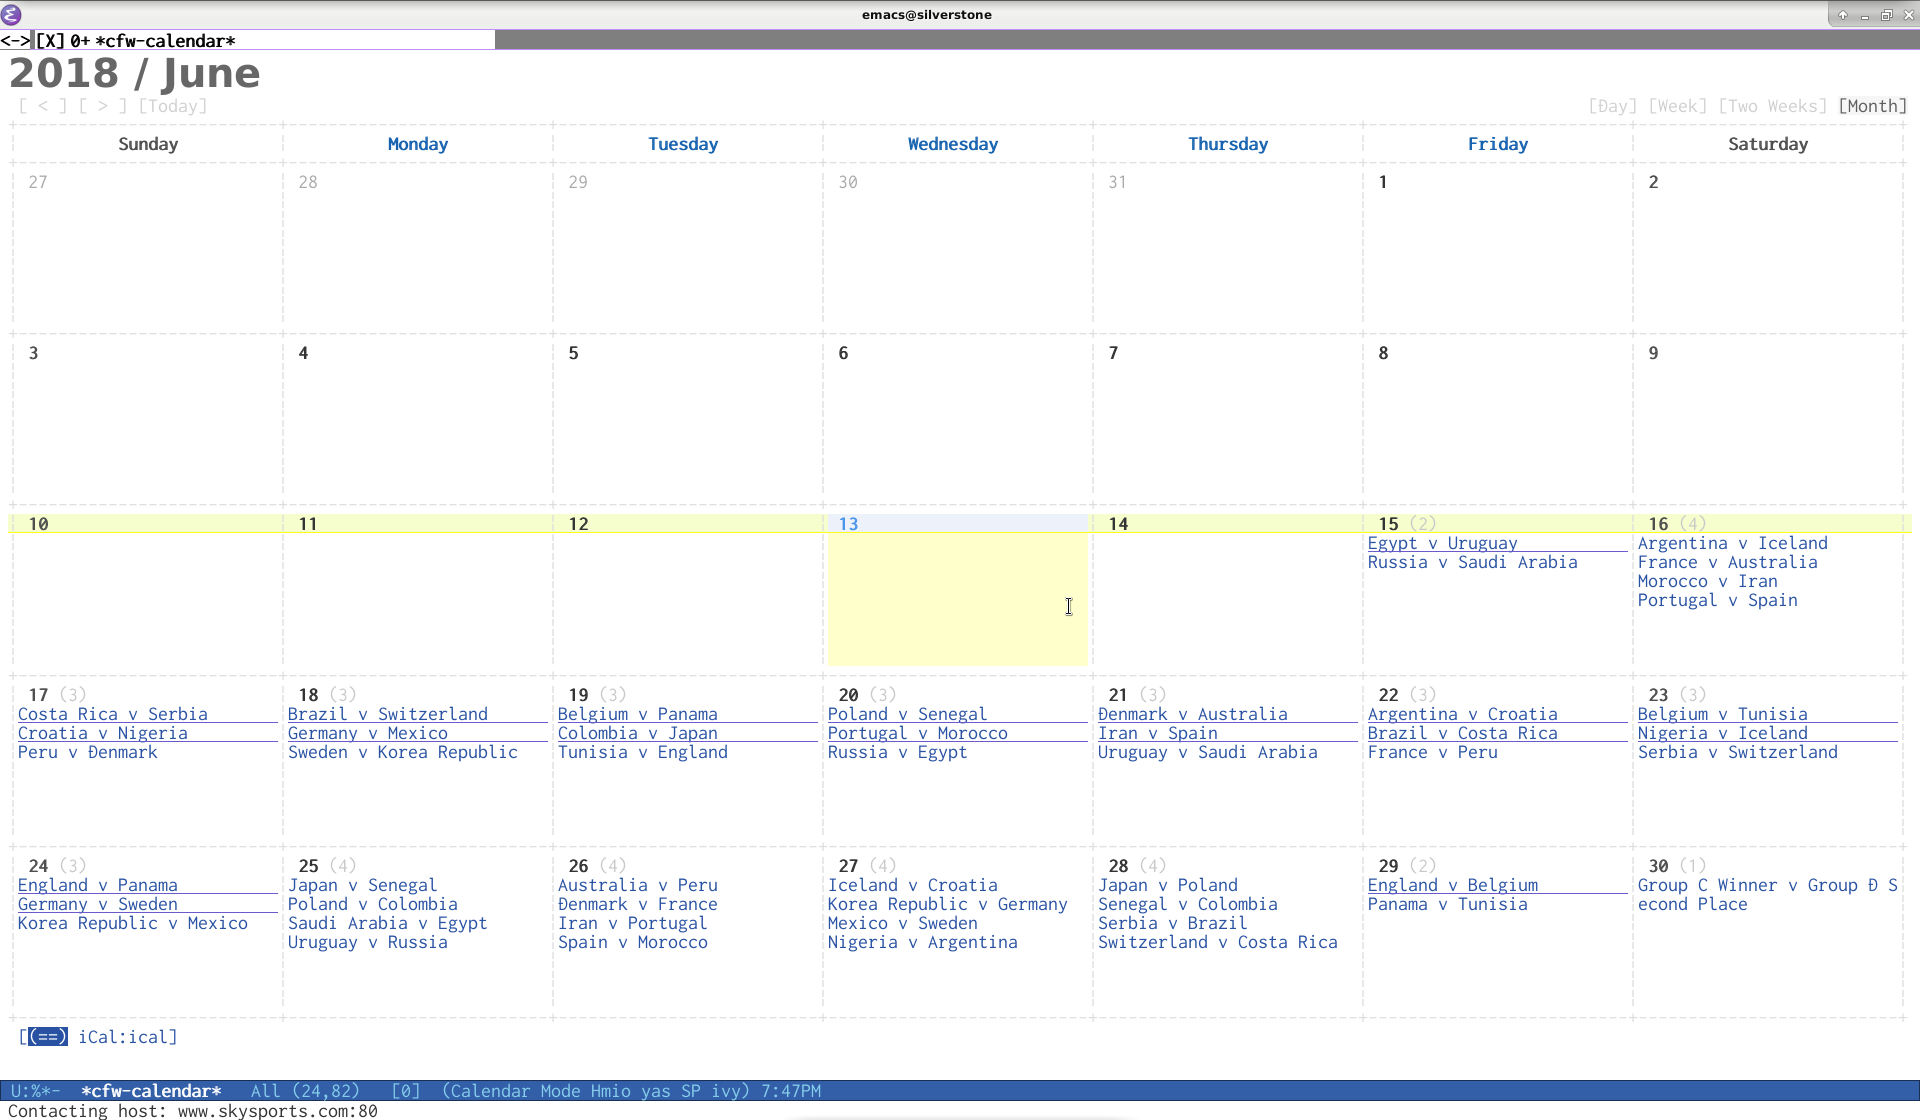 emacs@silverstone
<-> [X] 0+ *cfw-calendar*
2018 / June
[ < ] [ > ] [Today] [Day] [Week] [Two Weeks] [Month]
Sunday Monday Tuesday Wednesday Thursday Friday Saturday
27 28 29 30 31 1 2
3 4 5 6 7 8 9
10 11 12 13 14 15 (2) 16 (4)
Egypt v Uruguay Argentina v Iceland
Russia v Saudi Arabia France v Australia
Morocco v Iran
Portugal v Spain
17 (3) 18 (3) 19 (3) 20 (3) 21 (3) 22 (3) 23 (3)
Costa Rica v Serbia Brazil v Switzerland Belgium v Panama Poland v Senegal Denmark v Australia Argentina v Croatia Belgium v Tunisia
Croatia v Nigeria Germany v Mexico Colombia v Japan Portugal v Morocco Iran v Spain Brazil v Costa Rica Nigeria v Iceland
Peru v Denmark Sweden v Korea Republic Tunisia v England Russia v Egypt Uruguay v Saudi Arabia France v Peru Serbia v Switzerland
24 (3) 25 (4) 26 (4) 27 (4) 28 (4) 29 (2) 30 (1)
England v Panama Japan v Senegal Australia v Peru Iceland v Croatia Japan v Poland England v Belgium Group C Winner v Group D S
Germany v Sweden Poland v Colombia Denmark v France Korea Republic v Germany Senegal v Colombia Panama v Tunisia econd Place
Korea Republic v Mexico Saudi Arabia v Egypt Iran v Portugal Mexico v Sweden Serbia v Brazil
Uruguay v Russia Spain v Morocco Nigeria v Argentina Switzerland v Costa Rica
[(==) iCal:ical]
U:%*- *cfw-calendar* All (24,82) [0] (Calendar Mode Hmio yas SP ivy) 7:47PM
Contacting host: www.skysports.com:80